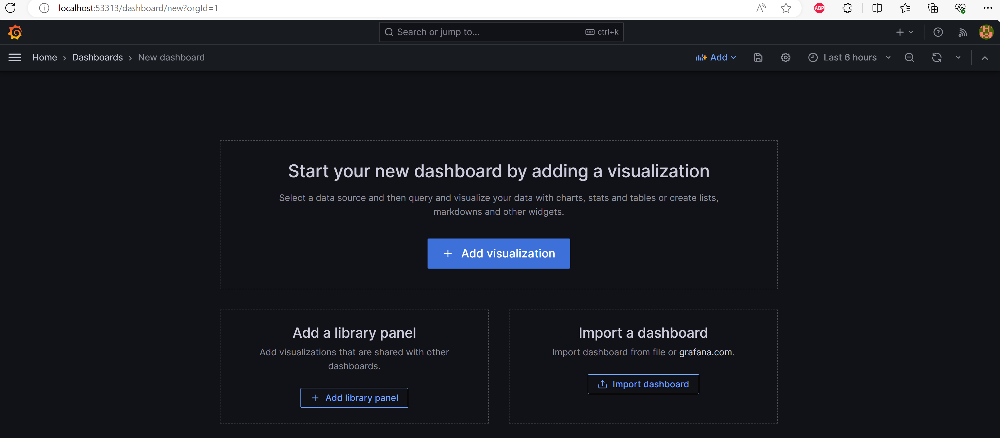 localhost:53313/dashboard/new?orgId=1
ABP
Search or jump to...
ctrl+k
Home › Dashboards › New dashboard
Add
Last 6 hours
Start your new dashboard by adding a visualization
Select a data source and then query and visualize your data with charts, stats and tables or create lists,
markdowns and other widgets.
+ Add visualization
Add a library panel
Add visualizations that are shared with other
dashboards.
+ Add library panel
Import a dashboard
Import dashboard from file or grafana.com.
Import dashboard